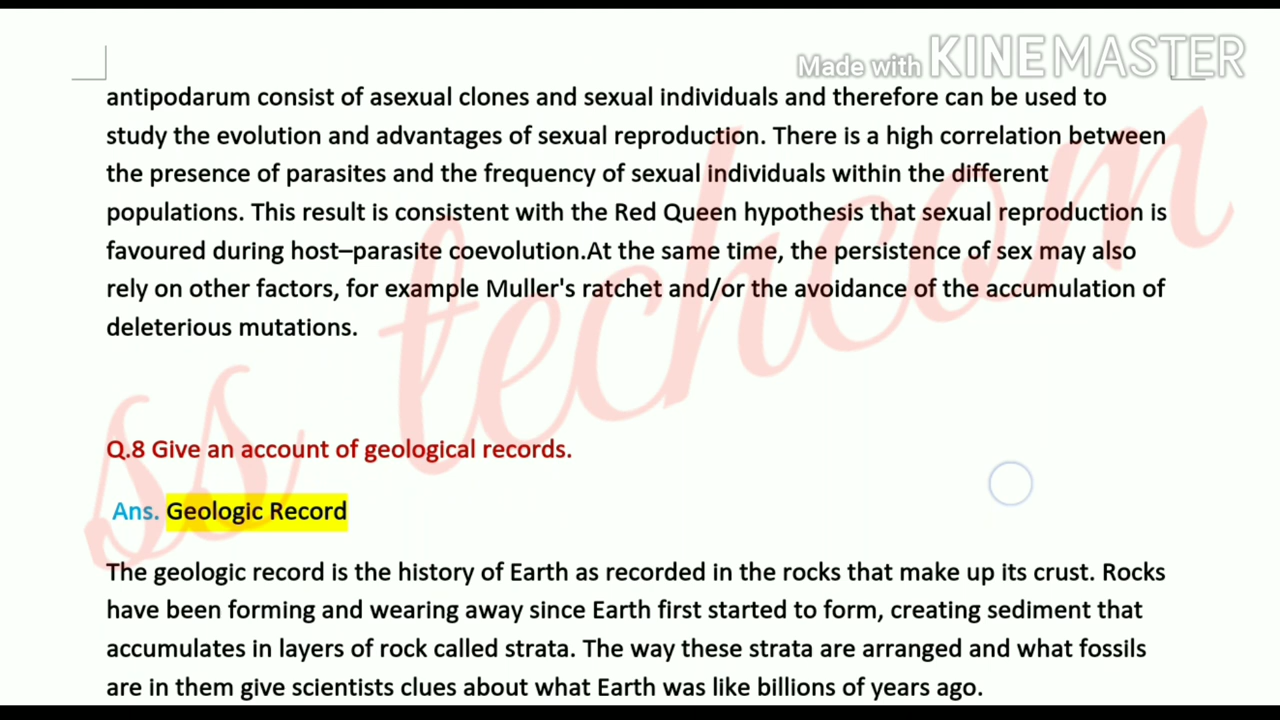 Made with KINEMASTER
antipodarum consist of asexual clones and sexual individuals and therefore can be used to
study the evolution and advantages of sexual reproduction. There is a high correlation between
the presence of parasites and the frequency of sexual individuals within the different
populations. This result is consistent with the Red Queen hypothesis that sexual reproduction is
favoured during host–parasite coevolution.At the same time, the persistence of sex may also
rely on other factors, for example Muller's ratchet and/or the avoidance of the accumulation of
deleterious mutations.
ss techcom
Q.8 Give an account of geological records.
Ans. Geologic Record
The geologic record is the history of Earth as recorded in the rocks that make up its crust. Rocks
have been forming and wearing away since Earth first started to form, creating sediment that
accumulates in layers of rock called strata. The way these strata are arranged and what fossils
are in them give scientists clues about what Earth was like billions of years ago.